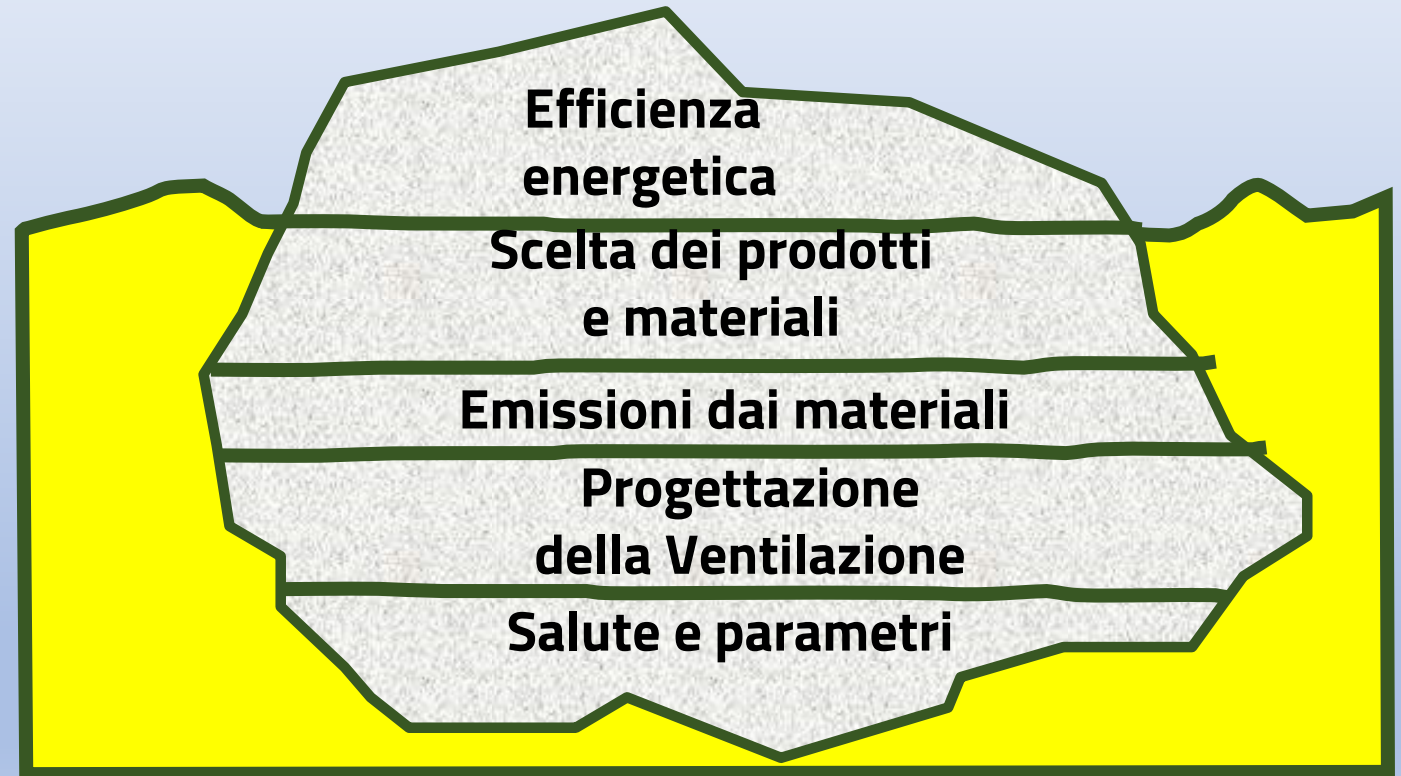 Efficienza
energetica
Scelta dei prodotti
e materiali
Emissioni dai materiali
Progettazione
della Ventilazione
Salute e parametri